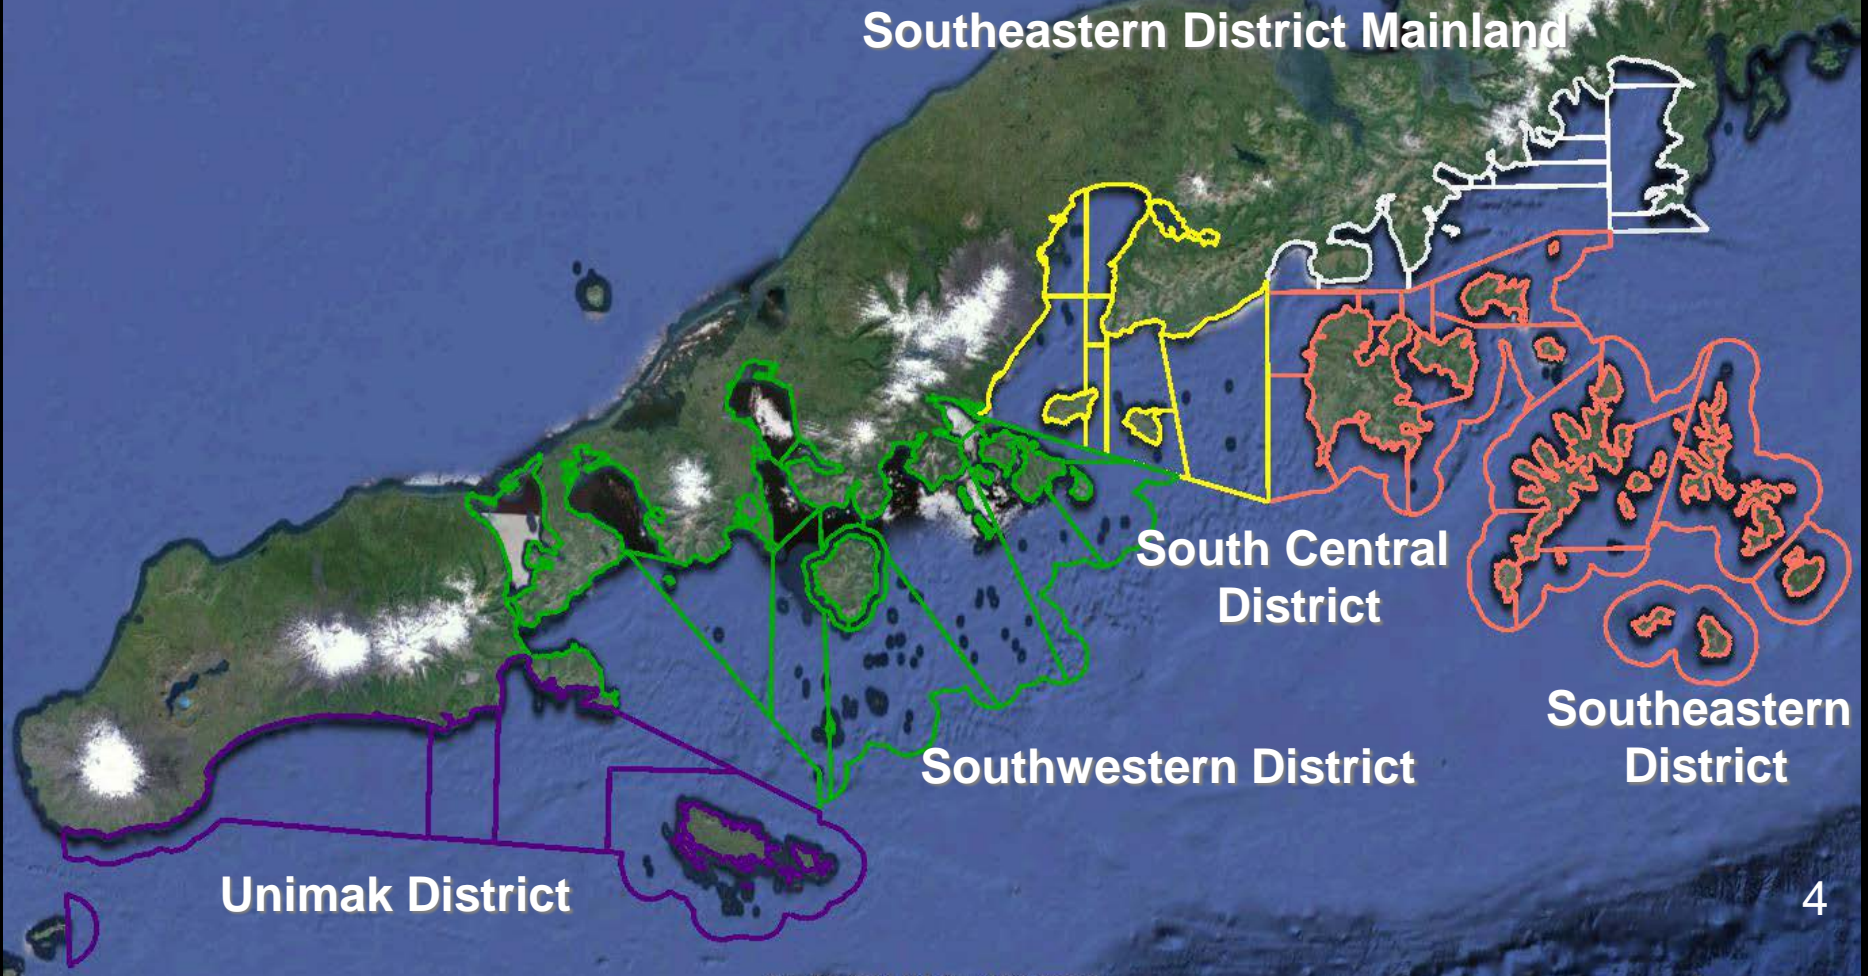 Southeastern District Mainland
South Central
District
Southeastern
District
Southwestern District
Unimak District
4